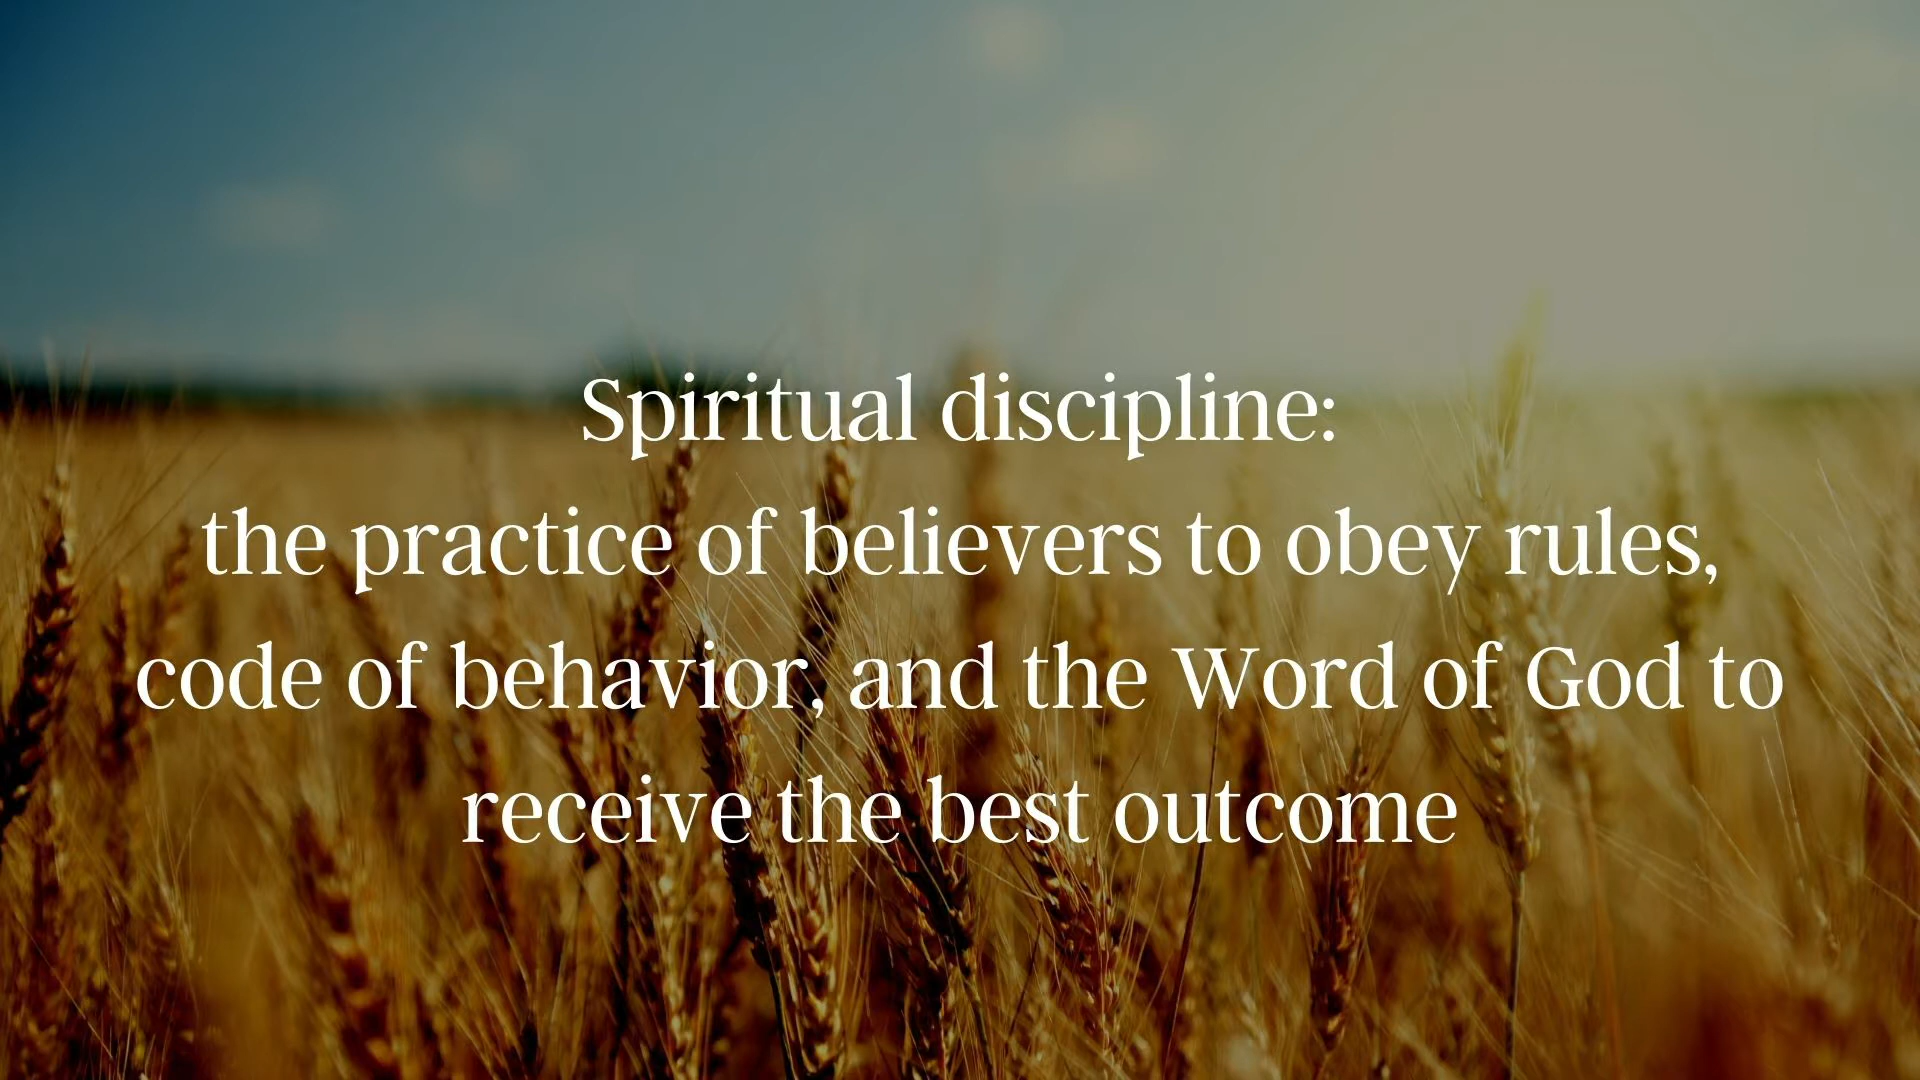 Spiritual discipline:
the practice of believers to obey rules,
code of behavior, and the Word of God to
receive the best outcome